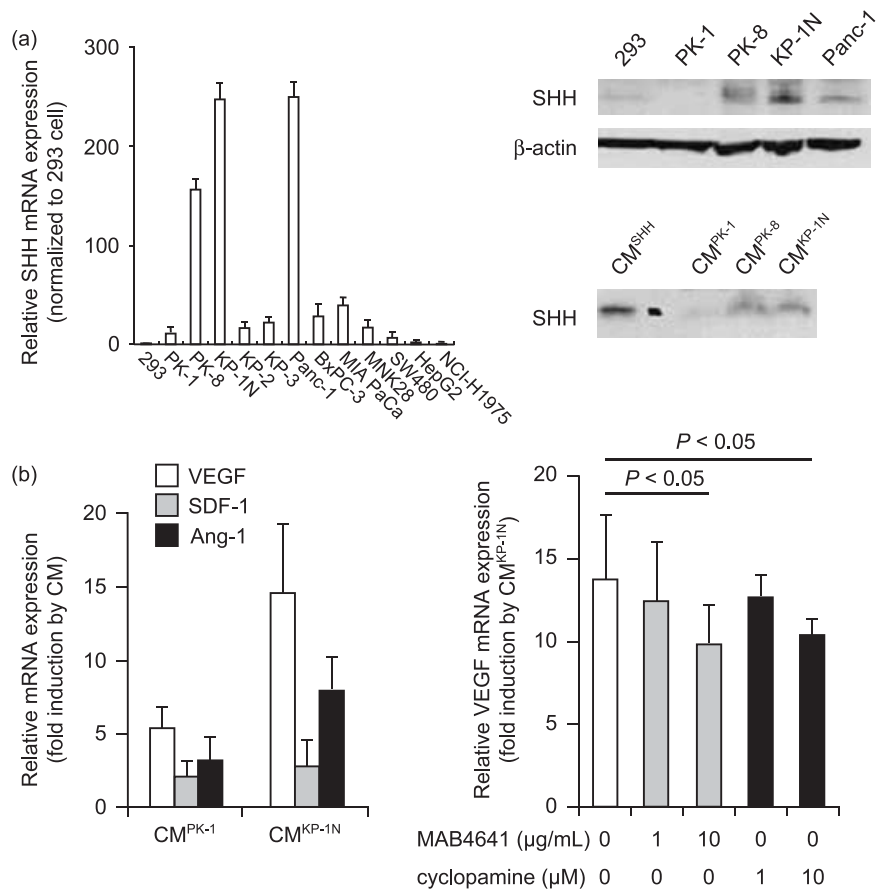 (a)
Relative SHH mRNA expression
(normalized to 293 cell)
300
200
100
0
293
PK-1
PK-8
KP-1N
KP-2
KP-3
Panc-1
BxPC-3
MIA PaCa
MNK28
SW480
HepG2
NCI-H1975
293 PK-1 PK-8 KP-1N Panc-1
SHH
β-actin
CM^SHH CM^PK-1 CM^PK-8 CM^KP-1N
SHH
(b)
VEGF
SDF-1
Ang-1
Relative mRNA expression
(fold induction by CM)
20
15
10
5
0
CM^PK-1 CM^KP-1N
Relative VEGF mRNA expression
(fold induction by CM^KP-1N)
20
15
10
5
0
P < 0.05
P < 0.05
MAB4641 (µg/mL) 0 1 10 0 0
cyclopamine (µM) 0 0 0 1 10